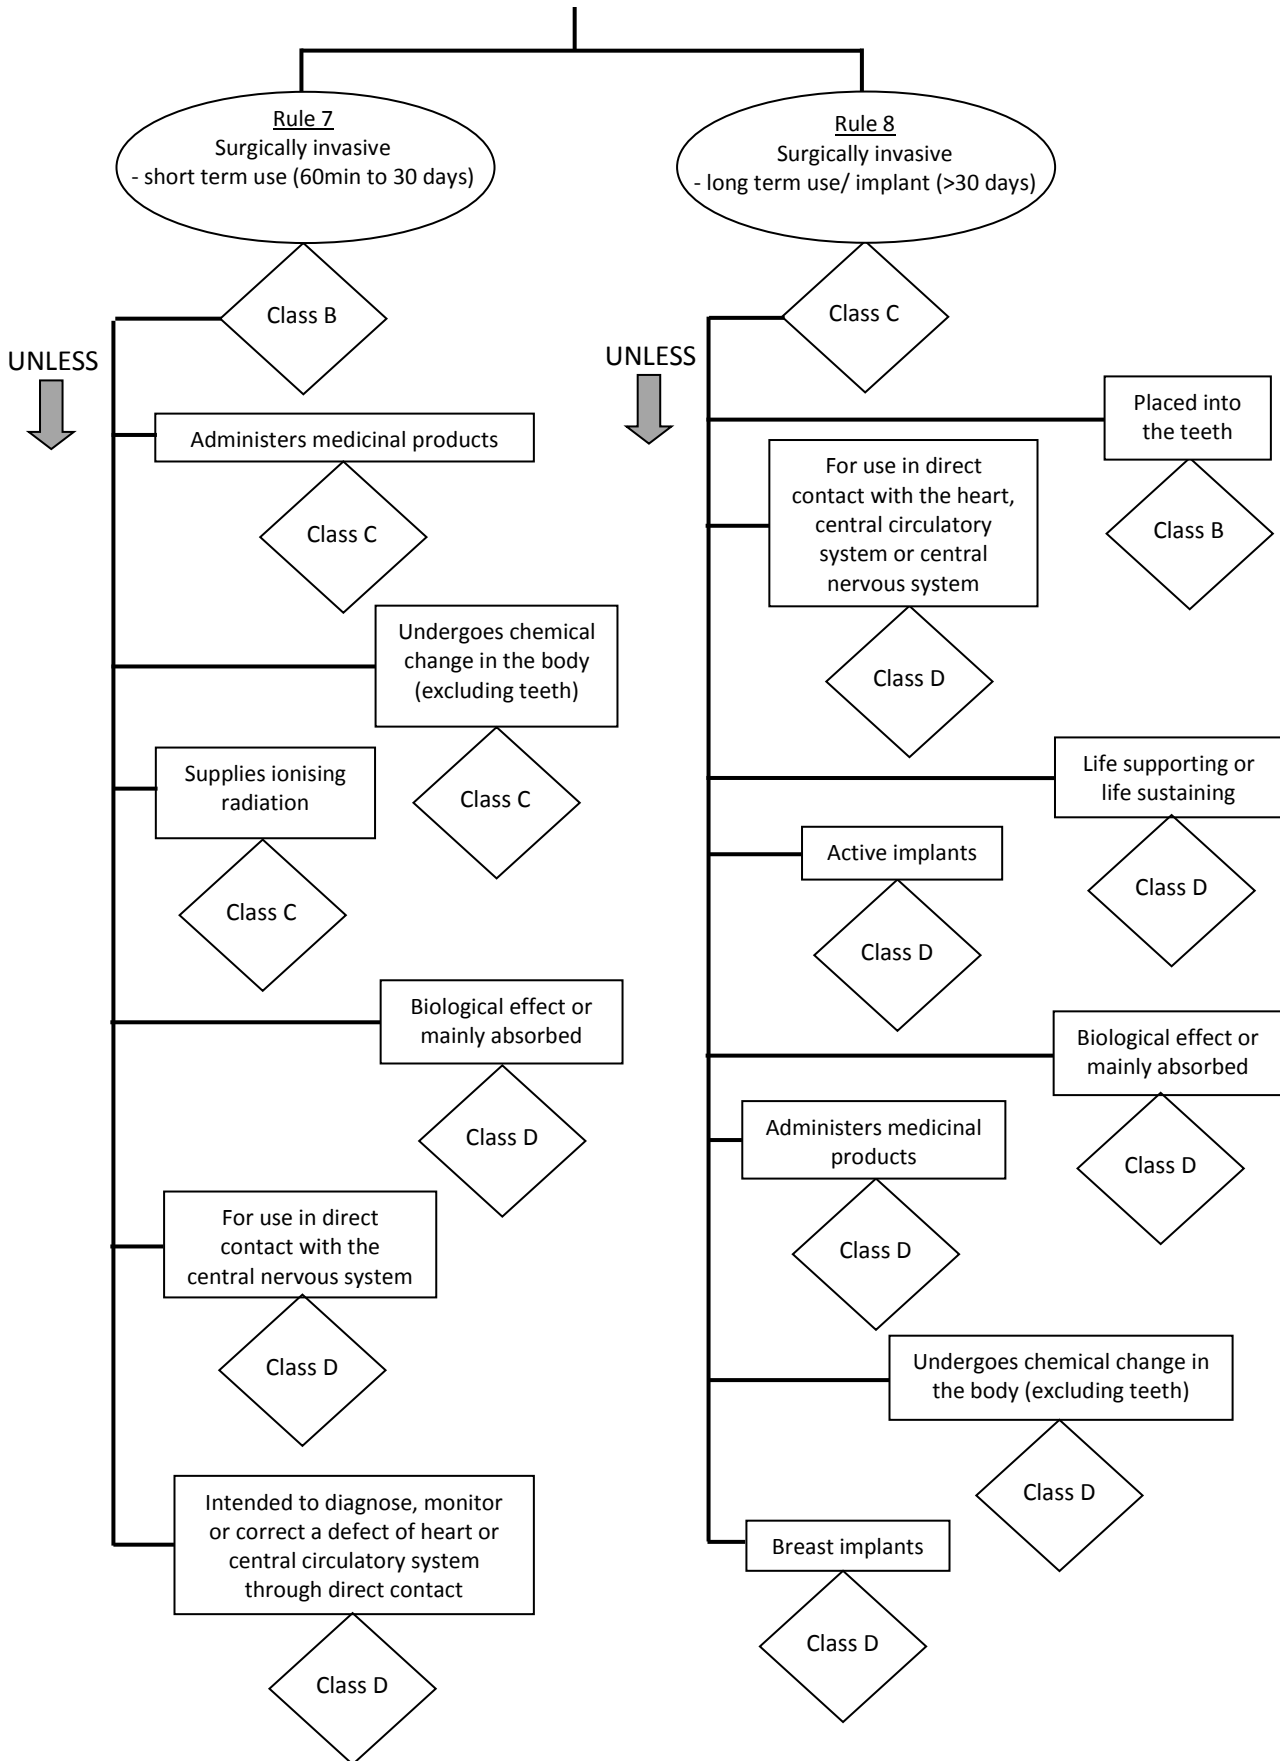 Rule 7
Surgically invasive
- short term use (60min to 30 days)
Class B
UNLESS
Administers medicinal products
Class C
Undergoes chemical
change in the body
(excluding teeth)
Class C
Supplies ionising
radiation
Class C
Biological effect or
mainly absorbed
Class D
For use in direct
contact with the
central nervous system
Class D
Intended to diagnose, monitor
or correct a defect of heart or
central circulatory system
through direct contact
Class D
Rule 8
Surgically invasive
- long term use/ implant (>30 days)
Class C
UNLESS
Placed into
the teeth
Class B
For use in direct
contact with the heart,
central circulatory
system or central
nervous system
Class D
Life supporting or
life sustaining
Class D
Active implants
Class D
Biological effect or
mainly absorbed
Class D
Administers medicinal
products
Class D
Undergoes chemical change in
the body (excluding teeth)
Class D
Breast implants
Class D